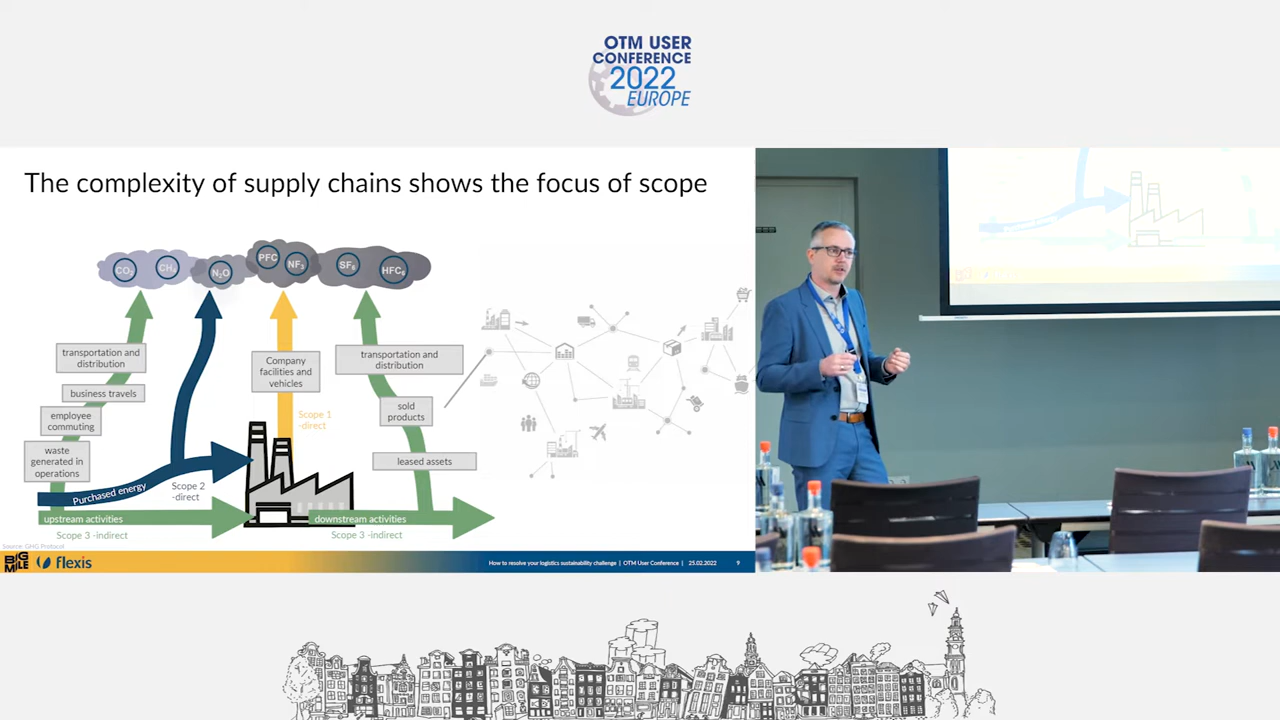 OTM USER
CONFERENCE
2022
EUROPE
The complexity of supply chains shows the focus of scope
CO₂
CH₄
N₂O
PFC
NF₃
SF₆
HFC₆
transportation and
distribution
business travels
employee
commuting
waste
generated in
operations
Company
facilities and
vehicles
transportation and
distribution
sold
products
leased assets
Scope 1
-direct
Scope 2
-direct
Purchased energy
upstream activities
downstream activities
Scope 3 -indirect
Scope 3 -indirect
Source: GHG Protocol
BIG
MILE
flexis
How to resolve your logistics sustainability challenge | OTM User Conference | 25.02.2022 9